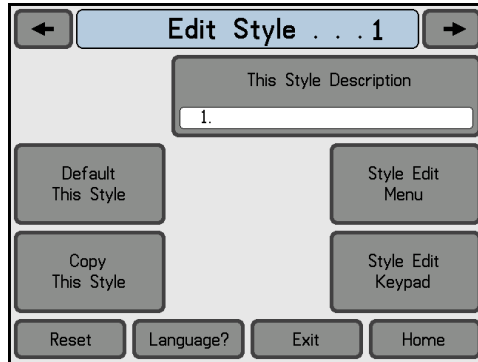 Edit Style . . . 1
This Style Description
1.
Default
This Style
Style Edit
Menu
Copy
This Style
Style Edit
Keypad
Reset
Language?
Exit
Home